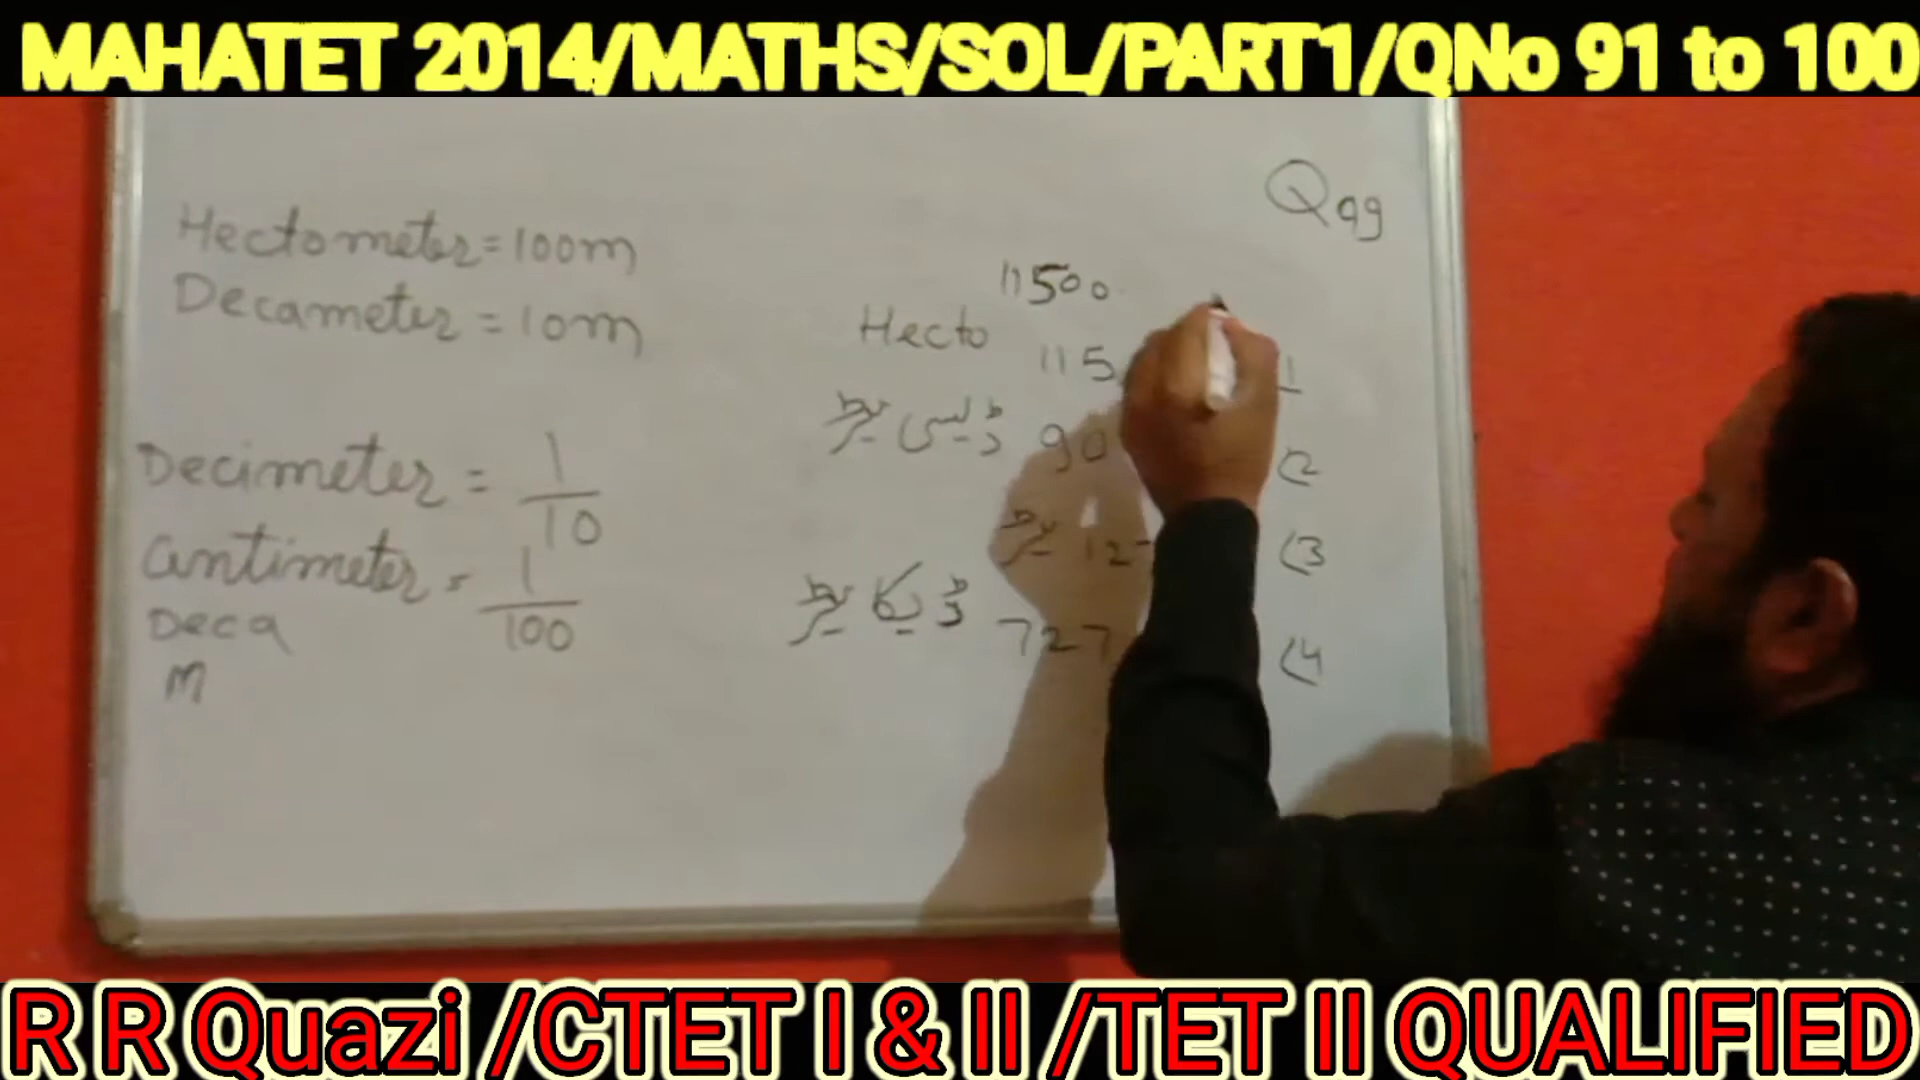 MAHATET 2014/MATHS/SOL/PART1/QNo 91 to 100
Q99
Hectometer = 100m
Decameter = 10m
11500
Hecto 115
1
Decimeter = 1/10
ڈیسی میٹر 90
(2
Centimeter = 1/100
میٹر 127
(3
Deca
ڈیکا میٹر 727
(4
m
R R Quazi /CTET I & II /TET II QUALIFIED